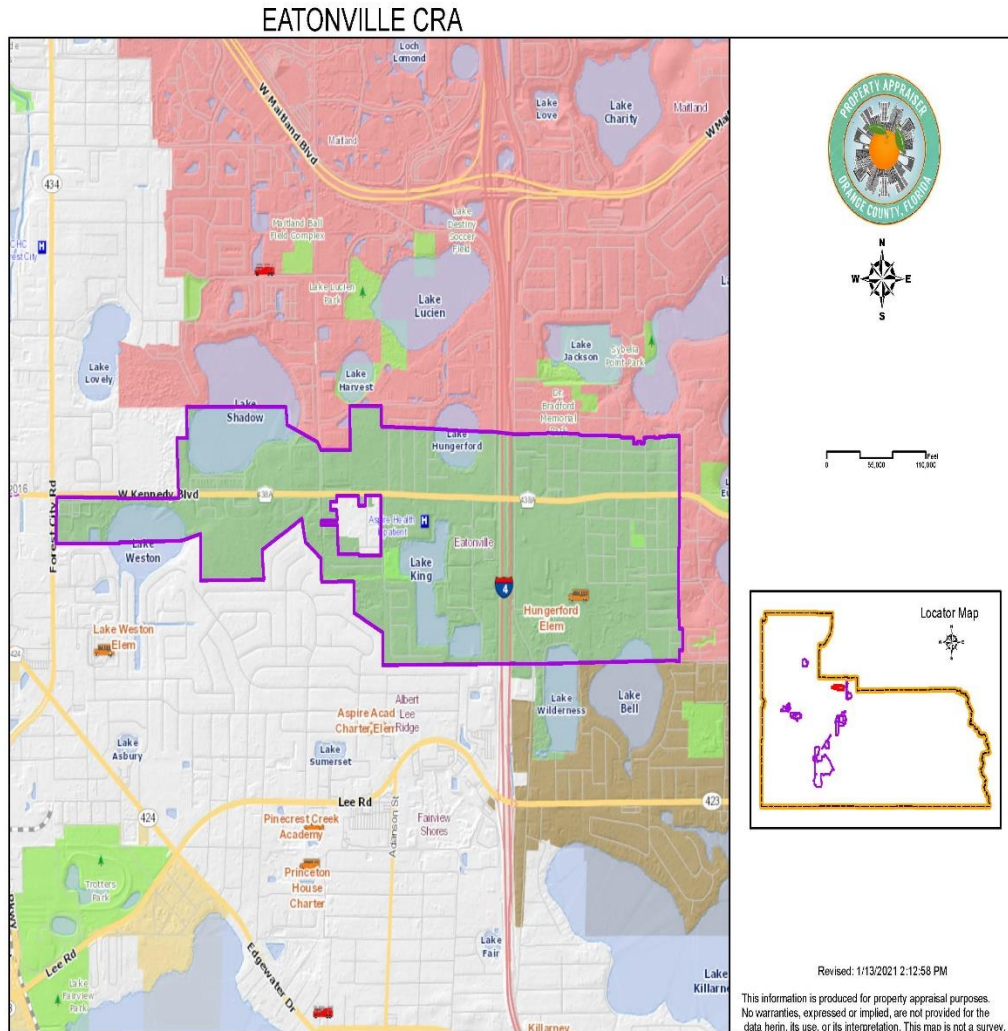 EATONVILLE CRA
Loch
Lomond
W Maitland Blvd
Lake
Love
Lake
Charity
Maitland
Maitland
434
Maitland Ball
Field Complex
Lake
Destiny
Soccer
Field
Lake Lucien
Park
Lake
Lucien
Lake
Lovely
Lake
Harvest
Lake
Jackson
Sybelia
Point Park
Lake
Shadow
Dr.
Bradford
Memorial
Lake
Hungerford
2016
W Kennedy Blvd
438A
438A
Forest City Rd
Lake
Weston
Aspire Health
H
Eatonville
Lake
King
4
Hungerford
Elem
Lake Weston
Elem
424
Lake
Wilderness
Lake
Bell
Albert
Lee
Ridge
Aspire Acad
Charter,Elem
Lake
Asbury
Lake
Somerset
Lee Rd
423
424
Pinecrest Creek
Academy
Adanson St
Fairview
Shores
Princeton
House
Charter
Trotters
Park
Lee Rd
Edgewater Dr
Lake
Fair
Lake
Fairview
Park
Lake
Killarney
Killarney
PROPERTY APPRAISER
ORANGE COUNTY, FLORIDA
N
W E
S
Feet
0 55,000 110,000
Locator Map
Revised: 1/13/2021 2:12:58 PM
This information is produced for property appraisal purposes.
No warranties, expressed or implied, are not provided for the
data herin, its use, or its interpretation. This map is not a survey.